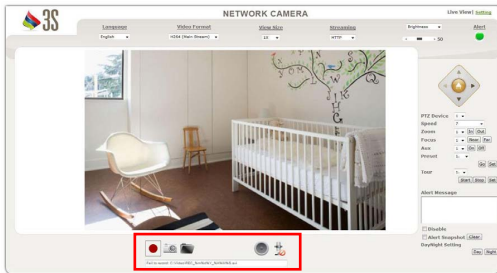 3S
NETWORK CAMERA
Live View | Setting
Language
Video Format
View Size
Streaming
Brightness
Alert
English
H264 (Main-Stream)
1X
HTTP
- + 50
PTZ Device
Speed
Zoom
In Out
Focus
Near Far
Aux
On Off
Preset
Go Set
Tour
Start Stop Set
Alert Message
Disable
Alert Snapshot Clear
DayNight Setting
Day Night